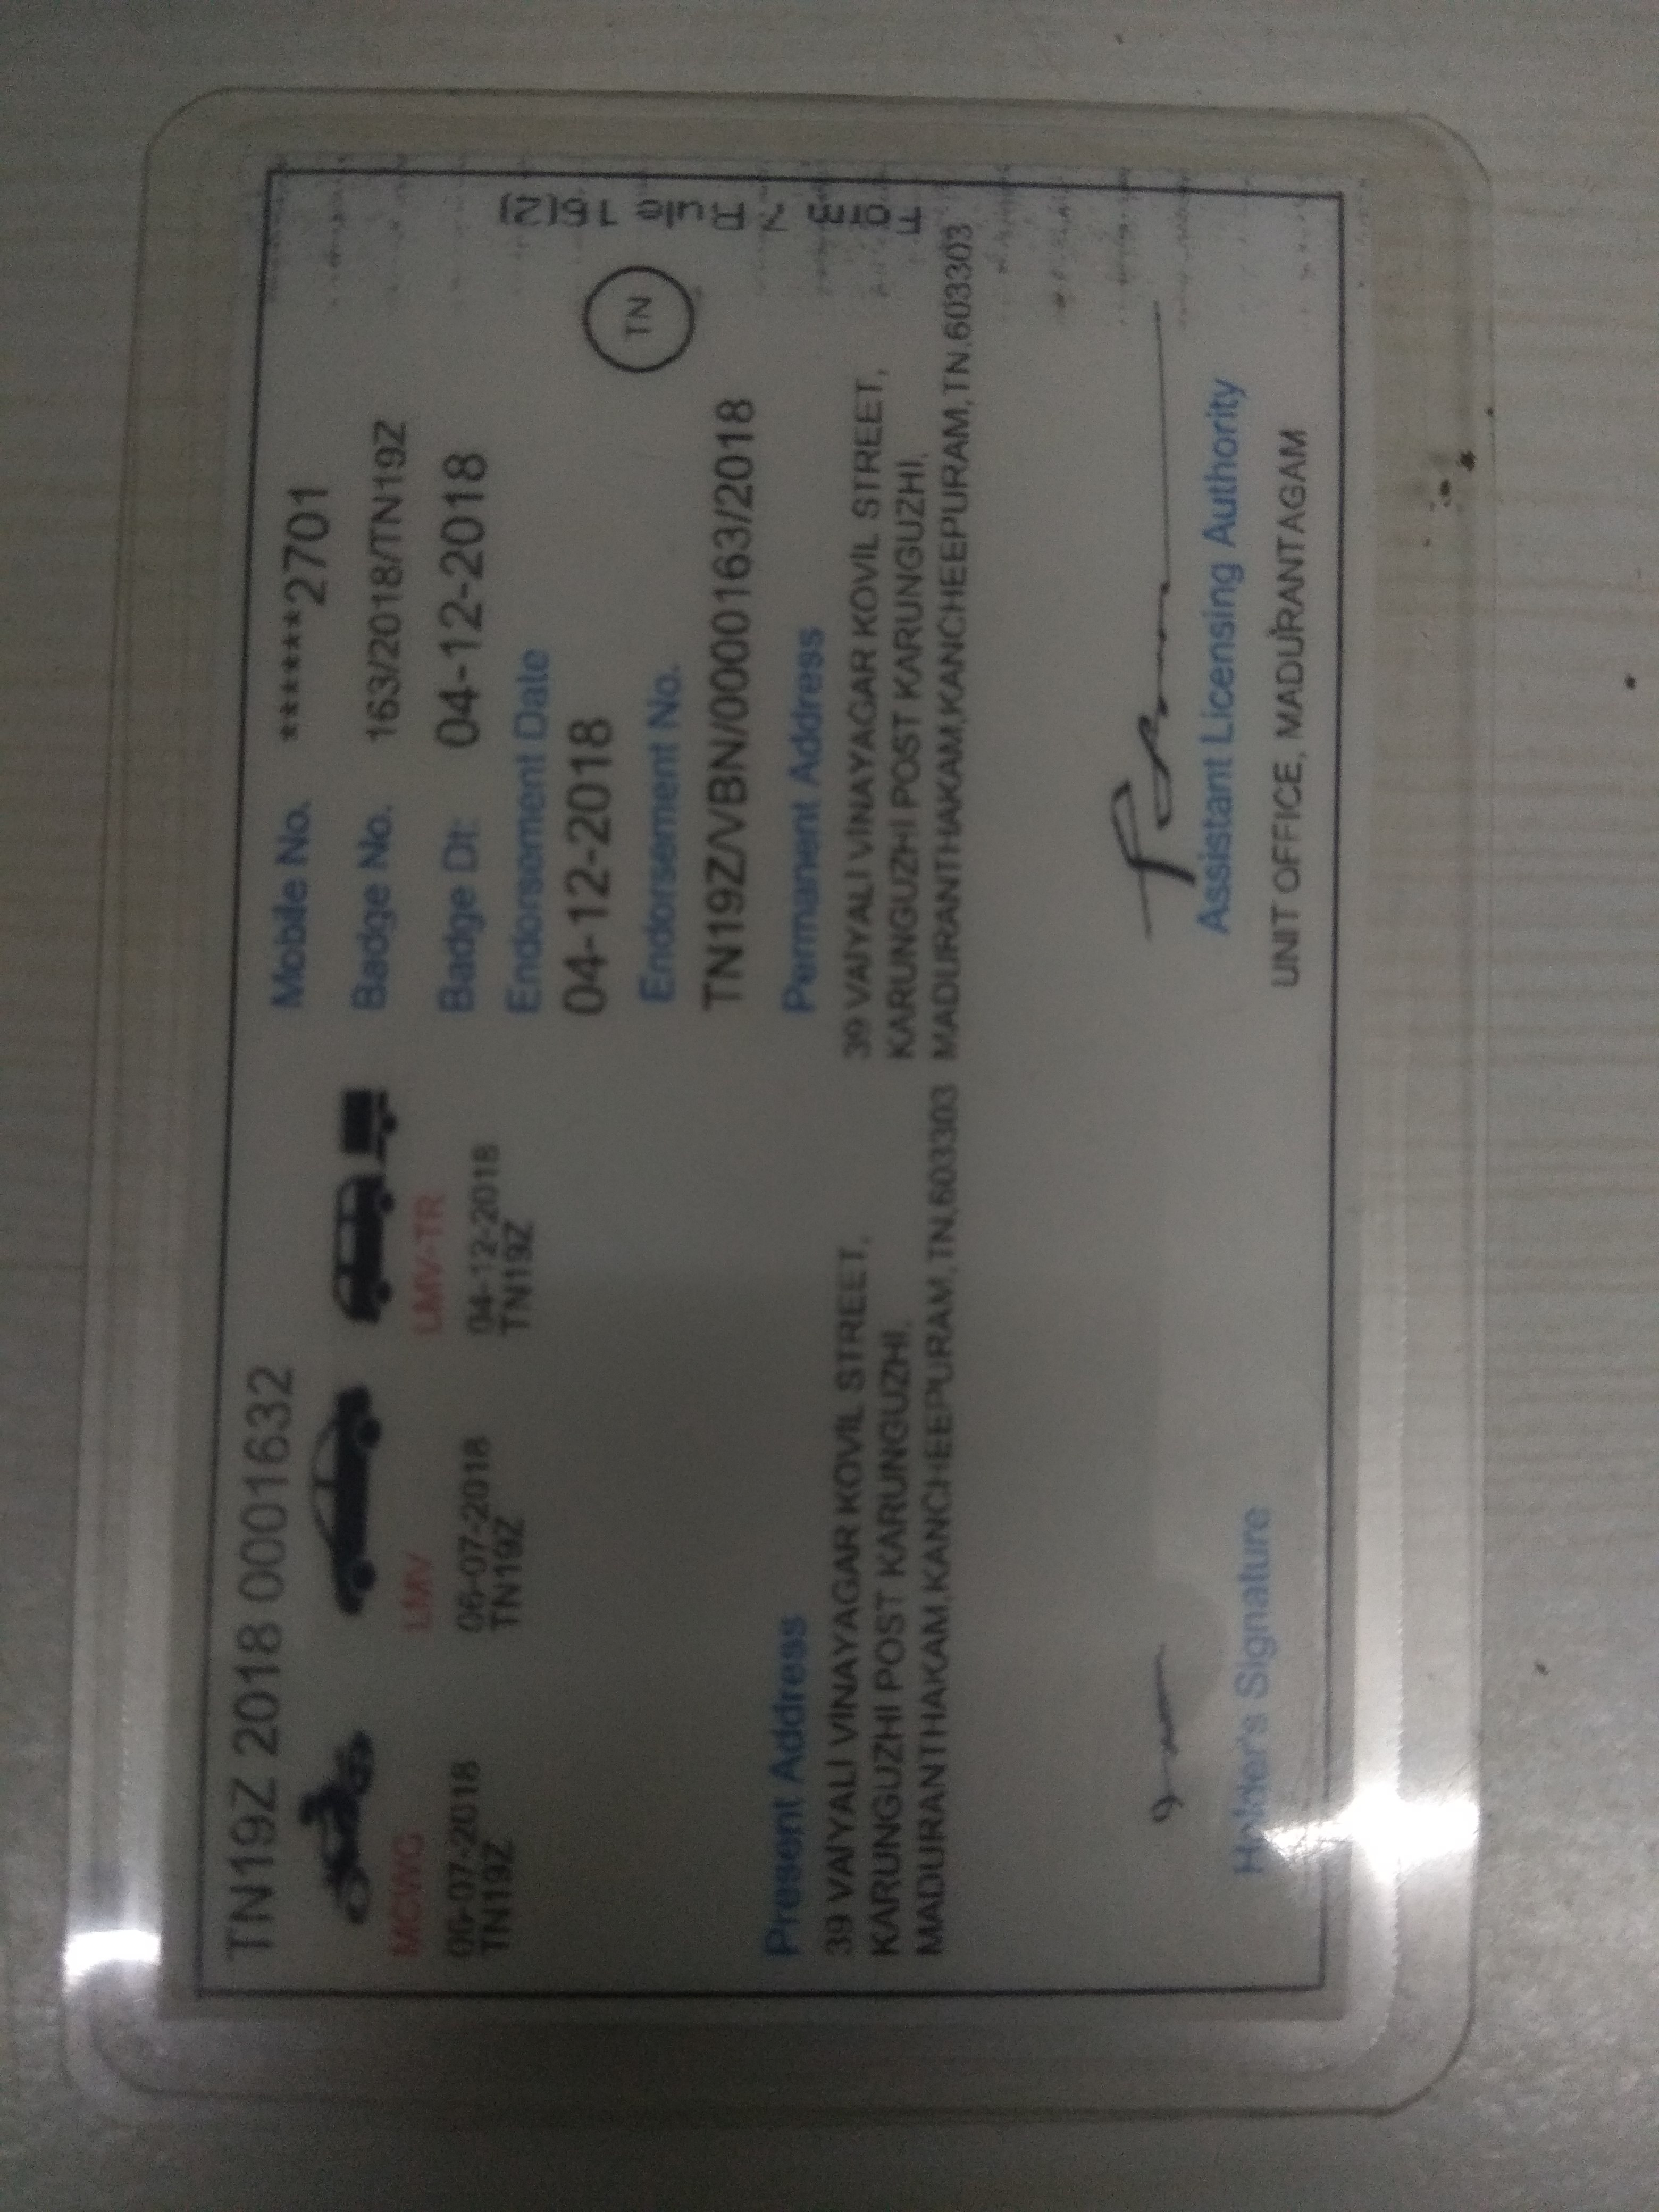 TN19Z 2018 0001632
MCWG
06-07-2018
TN19Z
LMV
06-07-2018
TN19Z
LMV-TR
04-12-2018
TN19Z
Mobile No. ******2701
Badge No. 163/2018/TN19Z
Badge Dt: 04-12-2018
Endorsement Date
04-12-2018
Endorsement No.
TN19Z/VBN/0000163/2018
TN
Form 7 Rule 16(2)
Present Address
39 VAIYALI VINAYAGAR KOVIL STREET,
KARUNGUZHI POST KARUNGUZHI,
MADURANTHAKAM,KANCHEEPURAM,TN,603303
Permanent Address
39 VAIYALI VINAYAGAR KOVIL STREET,
KARUNGUZHI POST KARUNGUZHI,
MADURANTHAKAM,KANCHEEPURAM,TN,603303
Holder's Signature
Assistant Licensing Authority
UNIT OFFICE, MADURANTAGAM